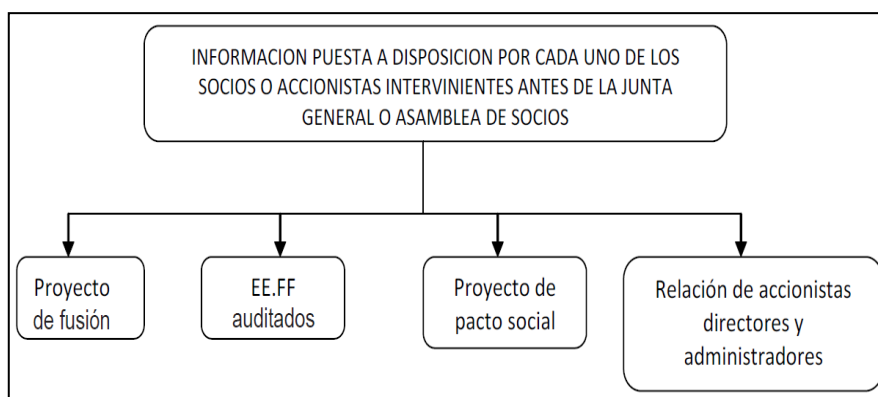 INFORMACION PUESTA A DISPOSICION POR CADA UNO DE LOS
SOCIOS O ACCIONISTAS INTERVINIENTES ANTES DE LA JUNTA
GENERAL O ASAMBLEA DE SOCIOS
Proyecto
de fusión
EE.FF
auditados
Proyecto de
pacto social
Relación de accionistas
directores y
administradores